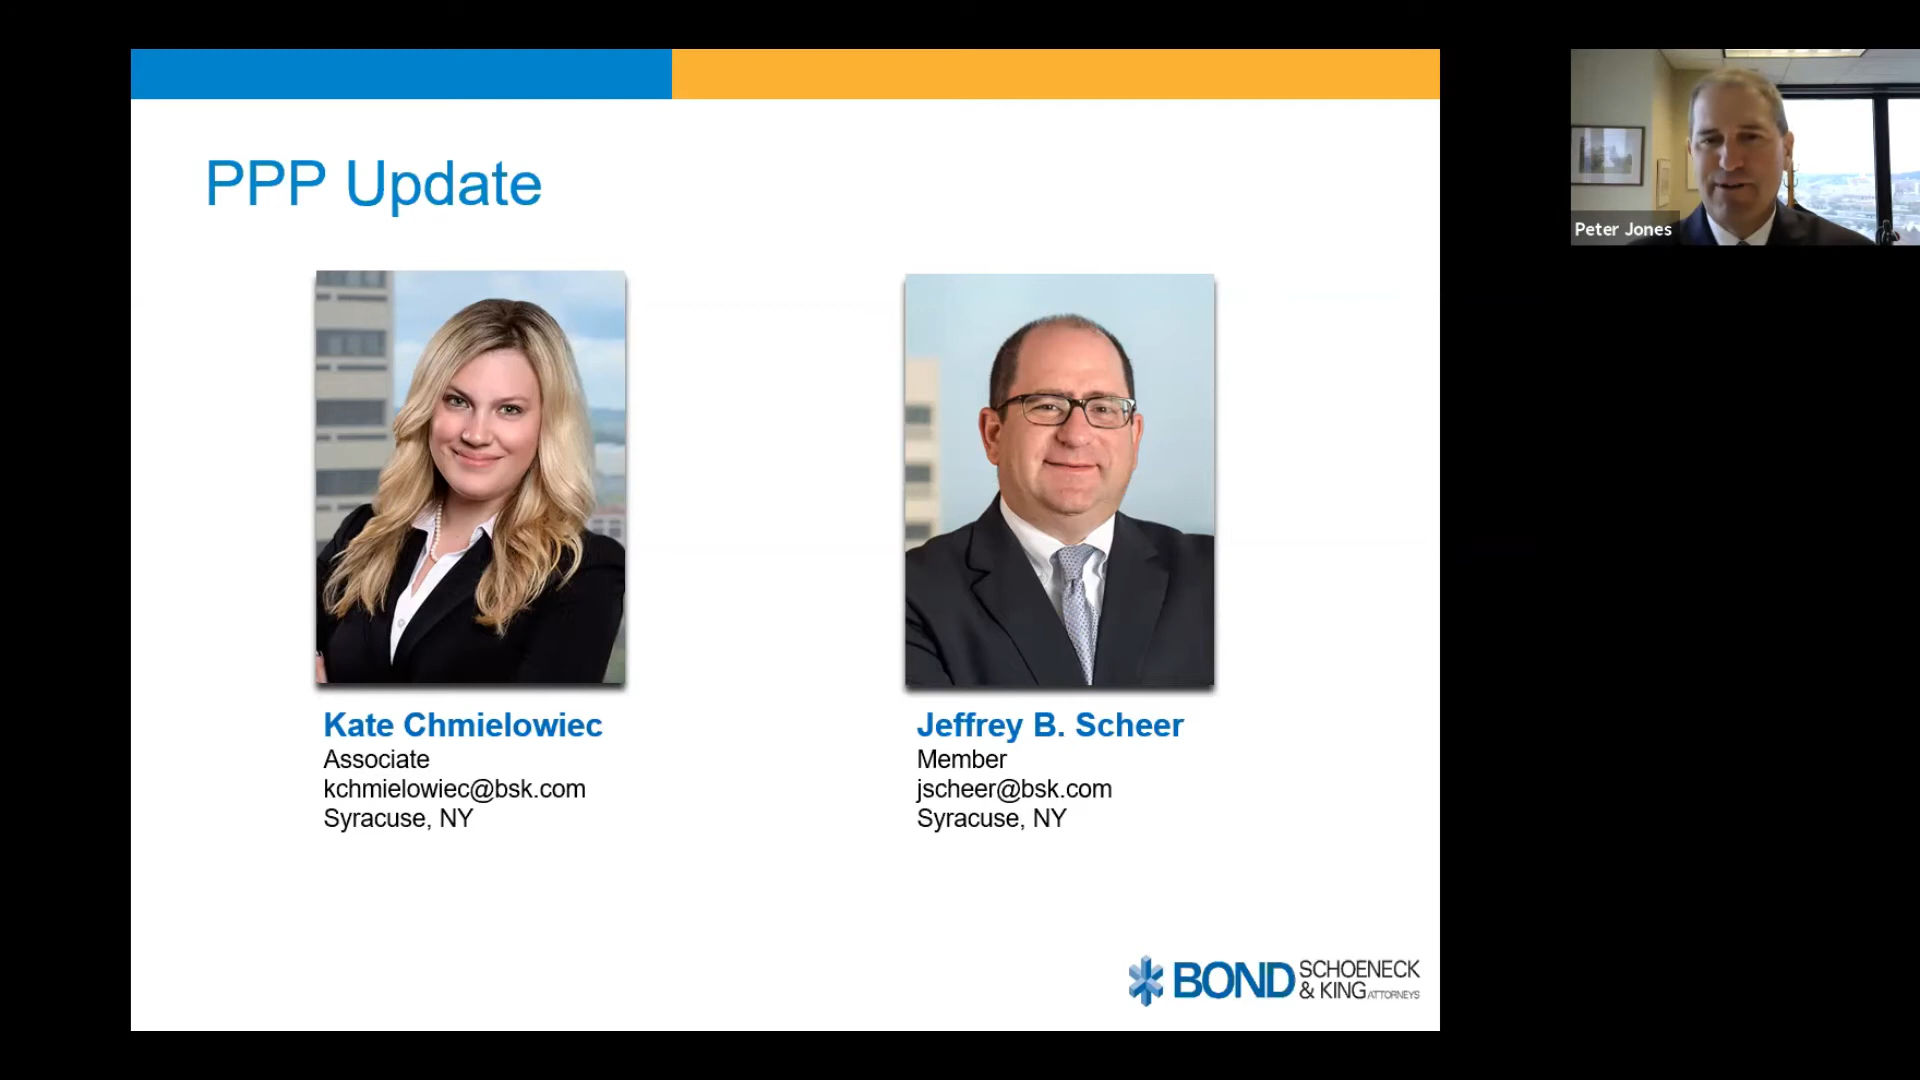 PPP Update
Peter Jones
Kate Chmielowiec
Associate
kchmielowiec@bsk.com
Syracuse, NY
Jeffrey B. Scheer
Member
jscheer@bsk.com
Syracuse, NY
BOND SCHOENECK
& KING ATTORNEYS